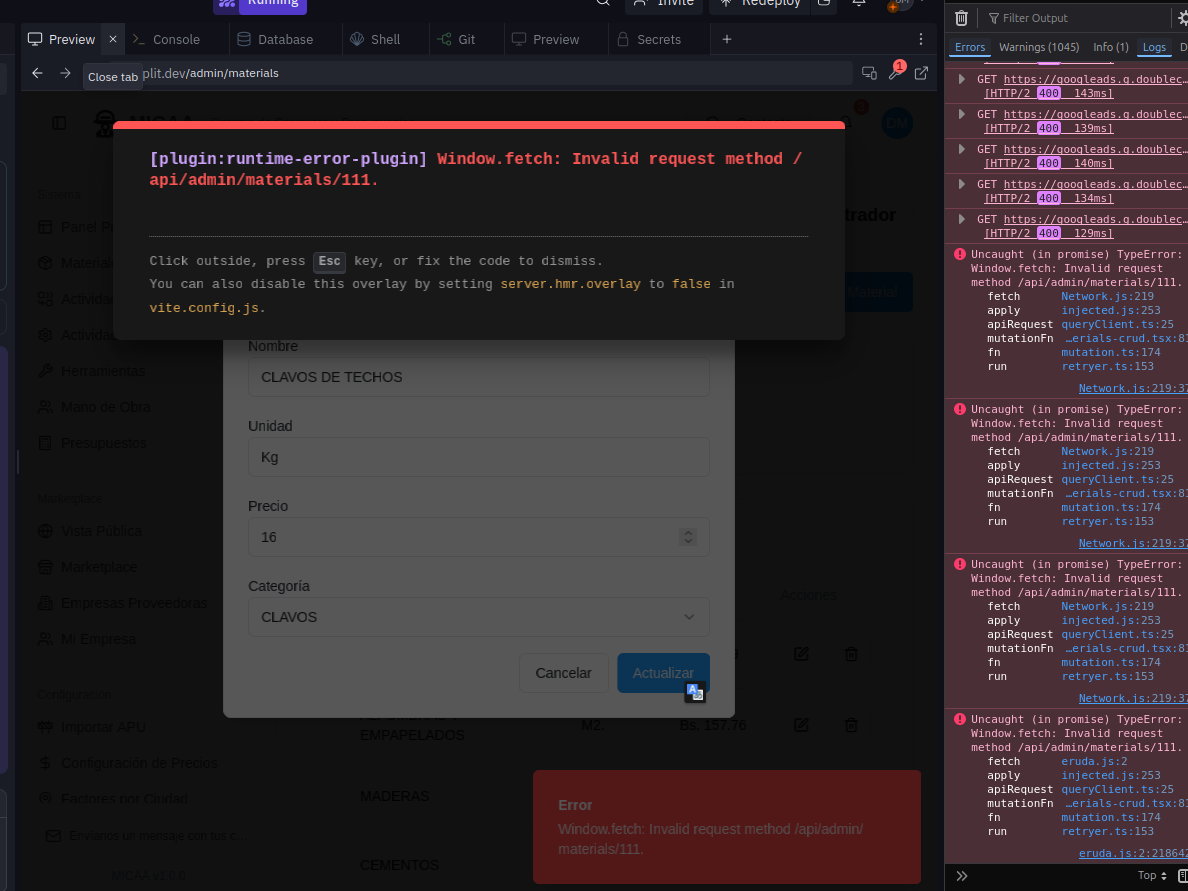 Running
Invite
Redeploy
Preview
Console
Database
Shell
Git
Preview
Secrets
Close tab
plit.dev/admin/materials
1
MICAA
DM
[plugin:runtime-error-plugin] Window.fetch: Invalid request method /
api/admin/materials/111.
Click outside, press Esc key, or fix the code to dismiss.
You can also disable this overlay by setting server.hmr.overlay to false in
vite.config.js.
Sistema
Herramientas
Mano de Obra
Presupuestos
Marketplace
Vista Pública
Marketplace
Empresas Proveedoras
Mi Empresa
Configuración
Importar APU
Configuración de Precios
Factores por Ciudad
Envíanos un mensaje con tus c...
MICAA v1.0.0
trador
Material
Nombre
CLAVOS DE TECHOS
Unidad
Kg
Precio
16
Categoría
CLAVOS
Cancelar
Actualizar
Acciones
EMPAPELADOS
M2,
Bs. 157.76
MADERAS
CEMENTOS
Error
Window.fetch: Invalid request method /api/admin/
materials/111.
Filter Output
Errors
Warnings (1045)
Info (1)
Logs
D
GET https://googleads.g.doublec...
[HTTP/2 400 143ms]
GET https://googleads.g.doublec...
[HTTP/2 400 139ms]
GET https://googleads.g.doublec...
[HTTP/2 400 140ms]
GET https://googleads.g.doublec...
[HTTP/2 400 134ms]
GET https://googleads.g.doublec...
[HTTP/2 400 129ms]
Uncaught (in promise) TypeError:
Window.fetch: Invalid request
method /api/admin/materials/111.
fetch Network.js:219
apply injected.js:253
apiRequest queryClient.ts:25
mutationFn …erials-crud.tsx:81
fn mutation.ts:174
run retryer.ts:153
Network.js:219:37
Uncaught (in promise) TypeError:
Window.fetch: Invalid request
method /api/admin/materials/111.
fetch Network.js:219
apply injected.js:253
apiRequest queryClient.ts:25
mutationFn …erials-crud.tsx:81
fn mutation.ts:174
run retryer.ts:153
Network.js:219:37
Uncaught (in promise) TypeError:
Window.fetch: Invalid request
method /api/admin/materials/111.
fetch Network.js:219
apply injected.js:253
apiRequest queryClient.ts:25
mutationFn …erials-crud.tsx:81
fn mutation.ts:174
run retryer.ts:153
Network.js:219:37
Uncaught (in promise) TypeError:
Window.fetch: Invalid request
method /api/admin/materials/111.
fetch eruda.js:2
apply injected.js:253
apiRequest queryClient.ts:25
mutationFn …erials-crud.tsx:81
fn mutation.ts:174
run retryer.ts:153
eruda.js:2:218642
Top